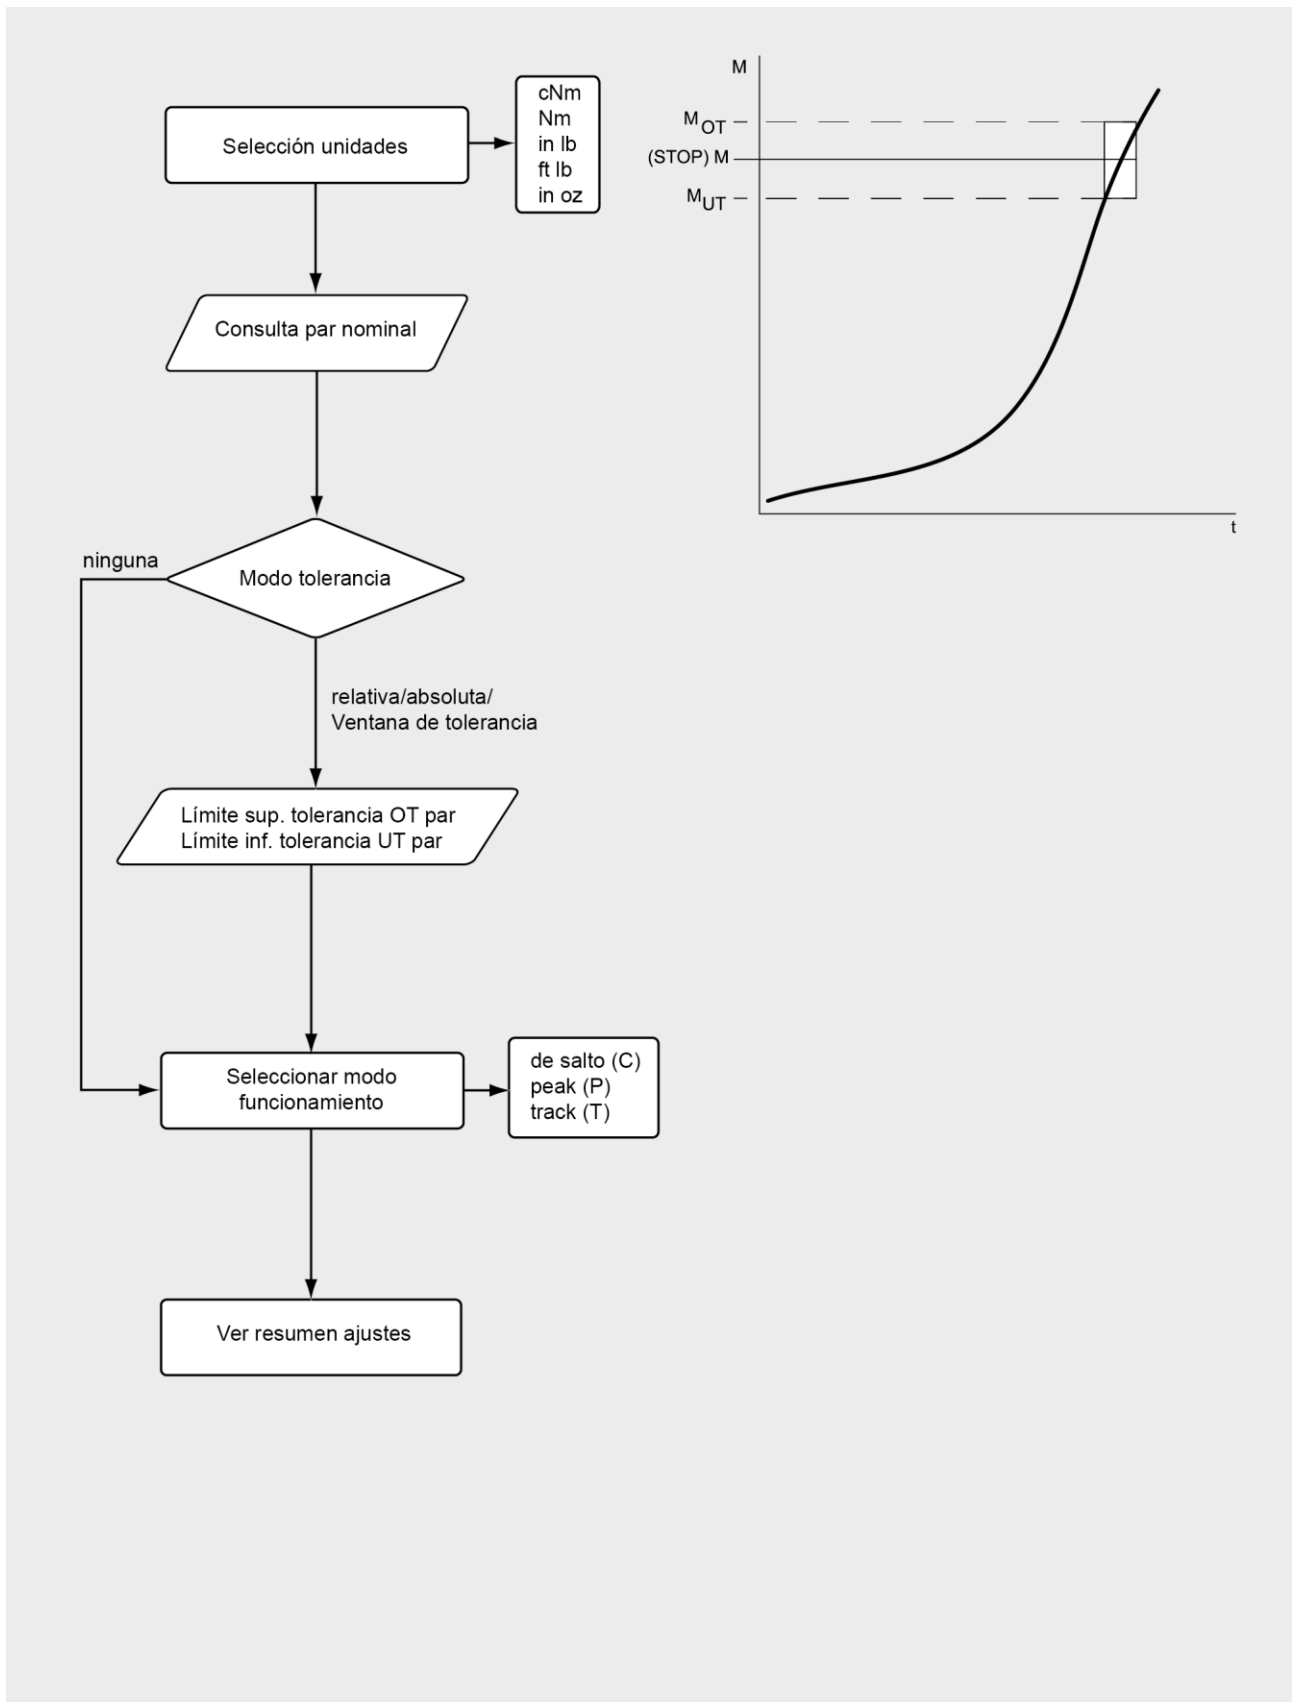 Selección unidades
cNm
Nm
in lb
ft lb
in oz
Consulta par nominal
ninguna
Modo tolerancia
relativa/absoluta/
Ventana de tolerancia
Límite sup. tolerancia OT par
Límite inf. tolerancia UT par
Seleccionar modo
funcionamiento
de salto (C)
peak (P)
track (T)
Ver resumen ajustes
M
MOT
(STOP) M
MUT
t